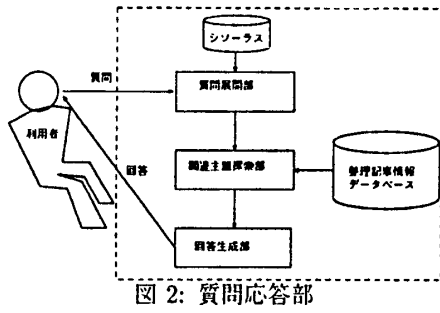 シソーラス
質問
質問展開部
利用者
関連主題探索部
整理記事情報
データベース
回答
回答生成部
図 2: 質問応答部